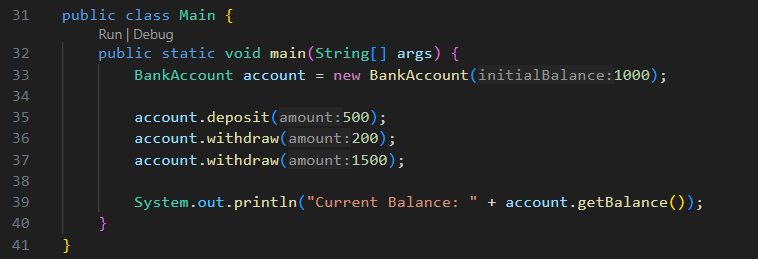 31 public class Main {
Run | Debug
32 public static void main(String[] args) {
33 BankAccount account = new BankAccount(initialBalance:1000);
34
35 account.deposit(amount:500);
36 account.withdraw(amount:200);
37 account.withdraw(amount:1500);
38
39 System.out.println("Current Balance: " + account.getBalance());
40 }
41 }